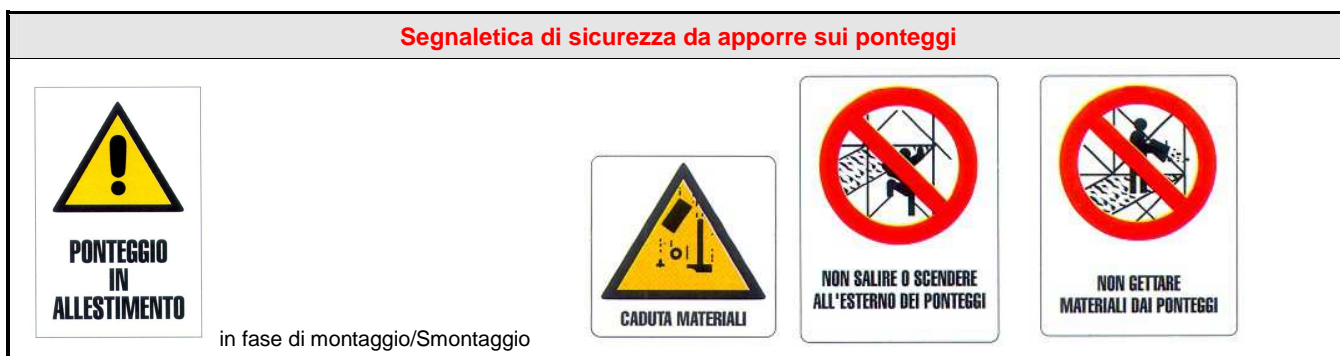 Segnaletica di sicurezza da apporre sui ponteggi
PONTEGGIO
IN
ALLESTIMENTO
in fase di montaggio/Smontaggio
CADUTA MATERIALI
NON SALIRE O SCENDERE
ALL'ESTERNO DEI PONTEGGI
NON GETTARE
MATERIALI DAI PONTEGGI